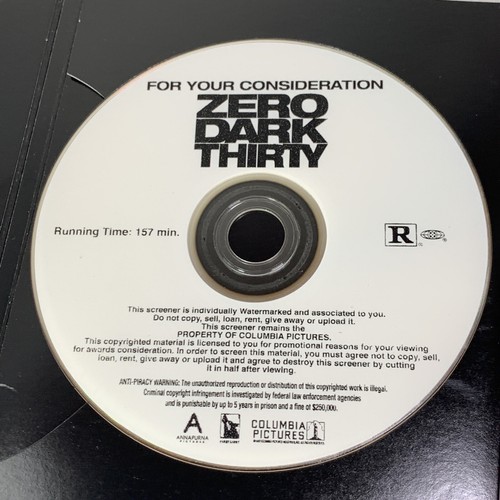 FOR YOUR CONSIDERATION
ZERO
DARK
THIRTY
Running Time: 157 min.
R
This screener is individually Watermarked and associated to you.
Do not copy, sell, loan, rent, give away or upload it.
This screener remains the
PROPERTY OF COLUMBIA PICTURES.
This copyrighted material is licensed to you for promotional reasons for your viewing
for awards consideration. In order to screen this material, you must agree not to copy, sell,
loan, rent, give away or upload it and agree to destroy this screener by cutting
it in half after viewing.
ANTI-PIRACY WARNING: The unauthorized reproduction or distribution of this copyrighted work is illegal.
Criminal copyright infringement is investigated by federal law enforcement agencies
and is punishable by up to 5 years in prison and a fine of $250,000.
A
ANNAPURNA
PICTURES
FIRST LIGHT
COLUMBIA
PICTURES